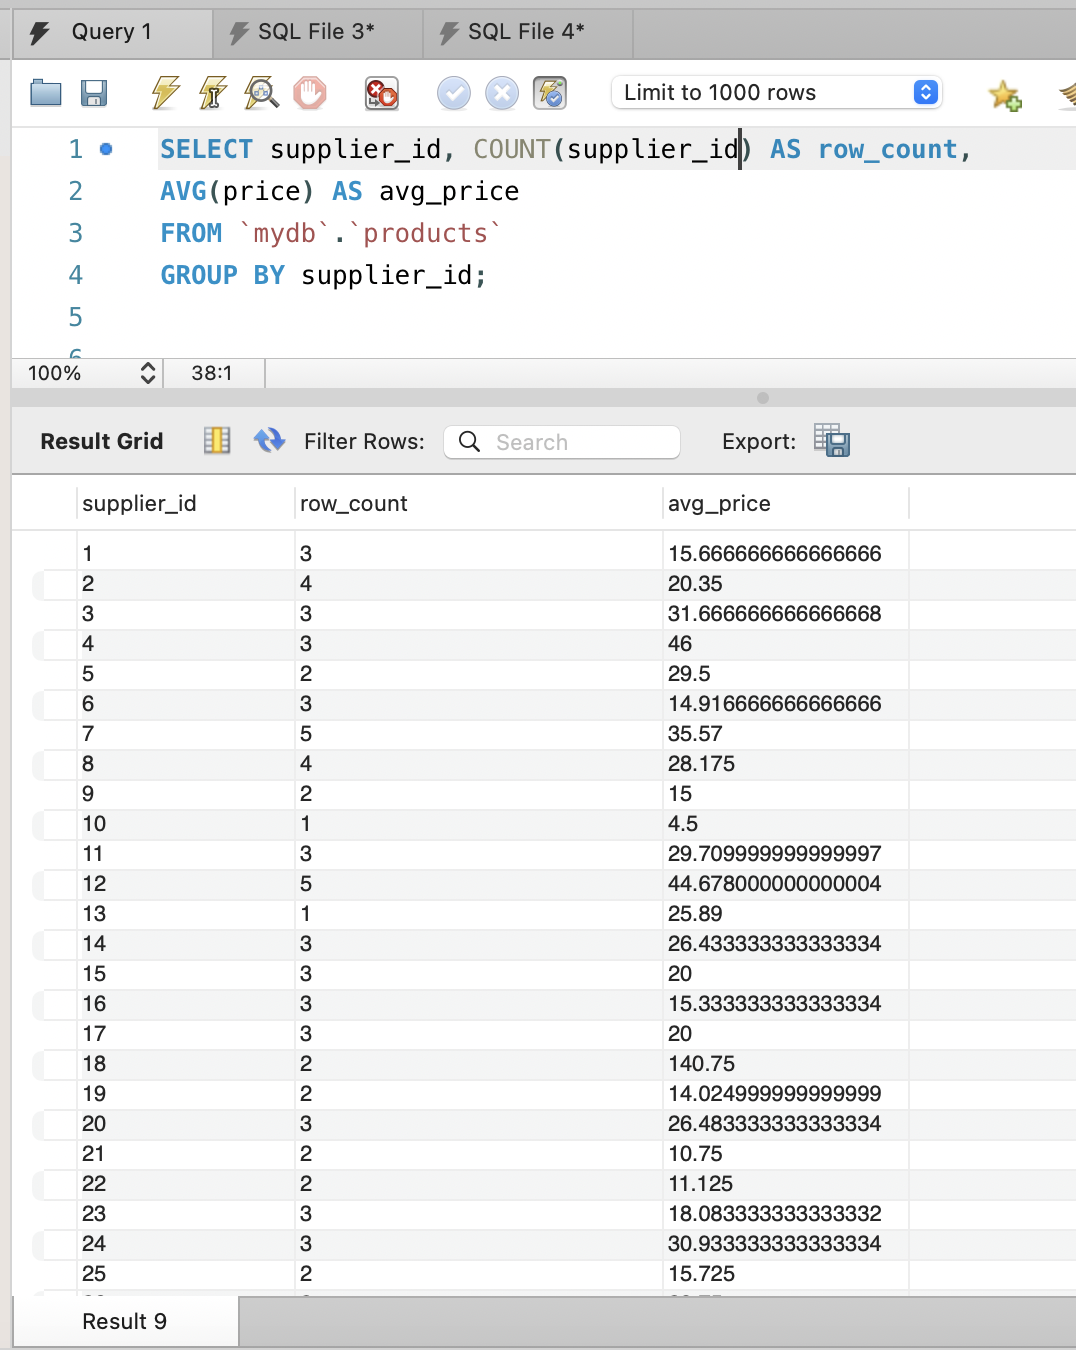 Query 1 SQL File 3* SQL File 4*
Limit to 1000 rows
1 SELECT supplier_id, COUNT(supplier_id) AS row_count,
2 AVG(price) AS avg_price
3 FROM `mydb`.`products`
4 GROUP BY supplier_id;
5
6
100% 38:1
Result Grid Filter Rows: Search Export:
supplier_id row_count avg_price
1 3 15.666666666666666
2 4 20.35
3 3 31.666666666666668
4 3 46
5 2 29.5
6 3 14.916666666666666
7 5 35.57
8 4 28.175
9 2 15
10 1 4.5
11 3 29.709999999999997
12 5 44.678000000000004
13 1 25.89
14 3 26.433333333333334
15 3 20
16 3 15.333333333333334
17 3 20
18 2 140.75
19 2 14.024999999999999
20 3 26.483333333333334
21 2 10.75
22 2 11.125
23 3 18.083333333333332
24 3 30.933333333333334
25 2 15.725
Result 9